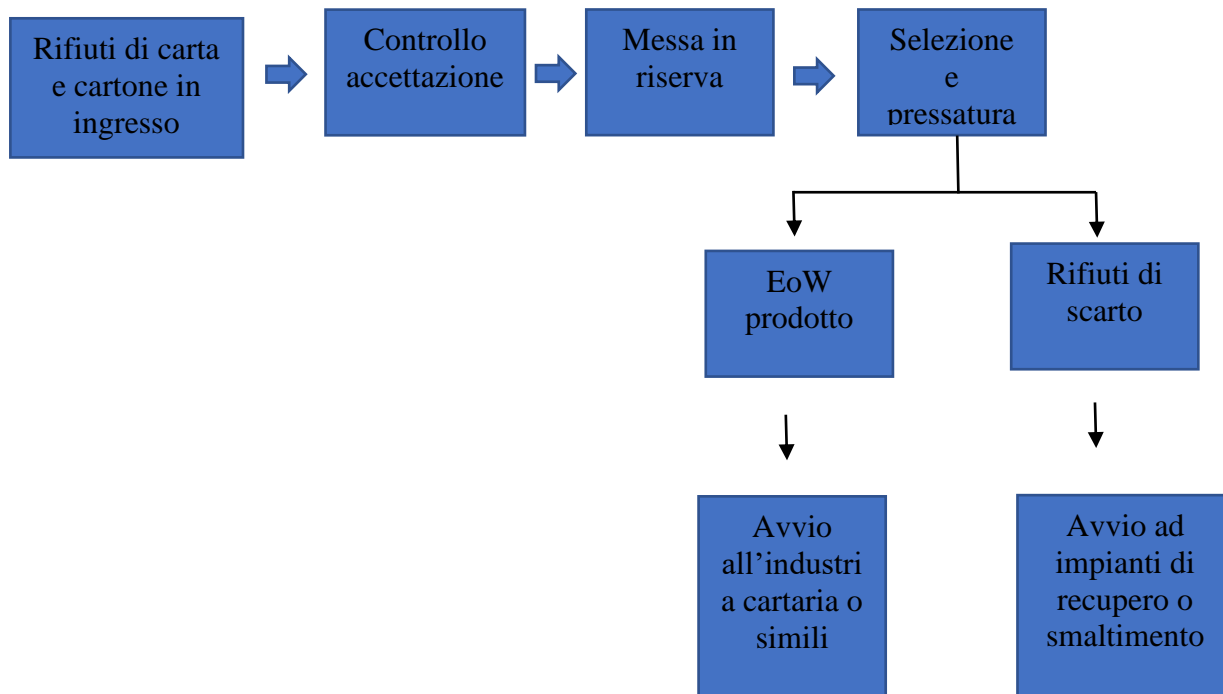 Rifiuti di carta
e cartone in
ingresso
Controllo
accettazione
Messa in
riserva
Selezione
e
pressatura
EoW
prodotto
Rifiuti di
scarto
Avvio
all’industri
a cartaria o
simili
Avvio ad
impianti di
recupero o
smaltimento